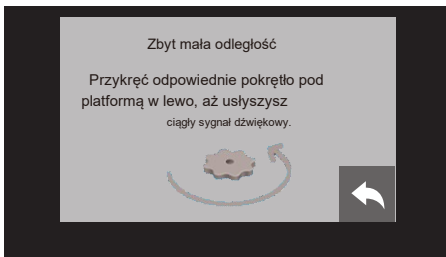 Zbyt mała odległość
Przykręć odpowiednie pokrętło pod
platformą w lewo, aż usłyszysz
ciągły sygnał dźwiękowy.